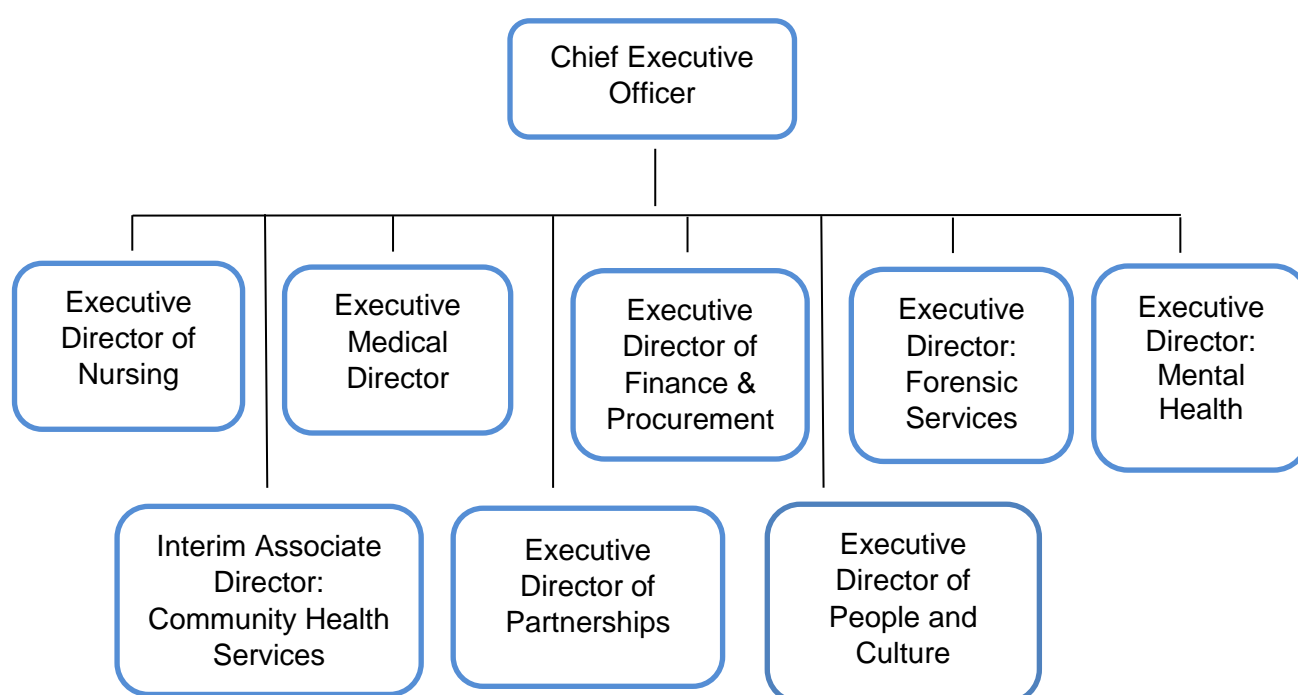 Chief Executive
Officer
Executive
Director of
Nursing
Executive
Medical
Director
Executive
Director of
Finance &
Procurement
Executive
Director:
Forensic
Services
Executive
Director:
Mental
Health
Interim Associate
Director:
Community Health
Services
Executive
Director of
Partnerships
Executive
Director of
People and
Culture